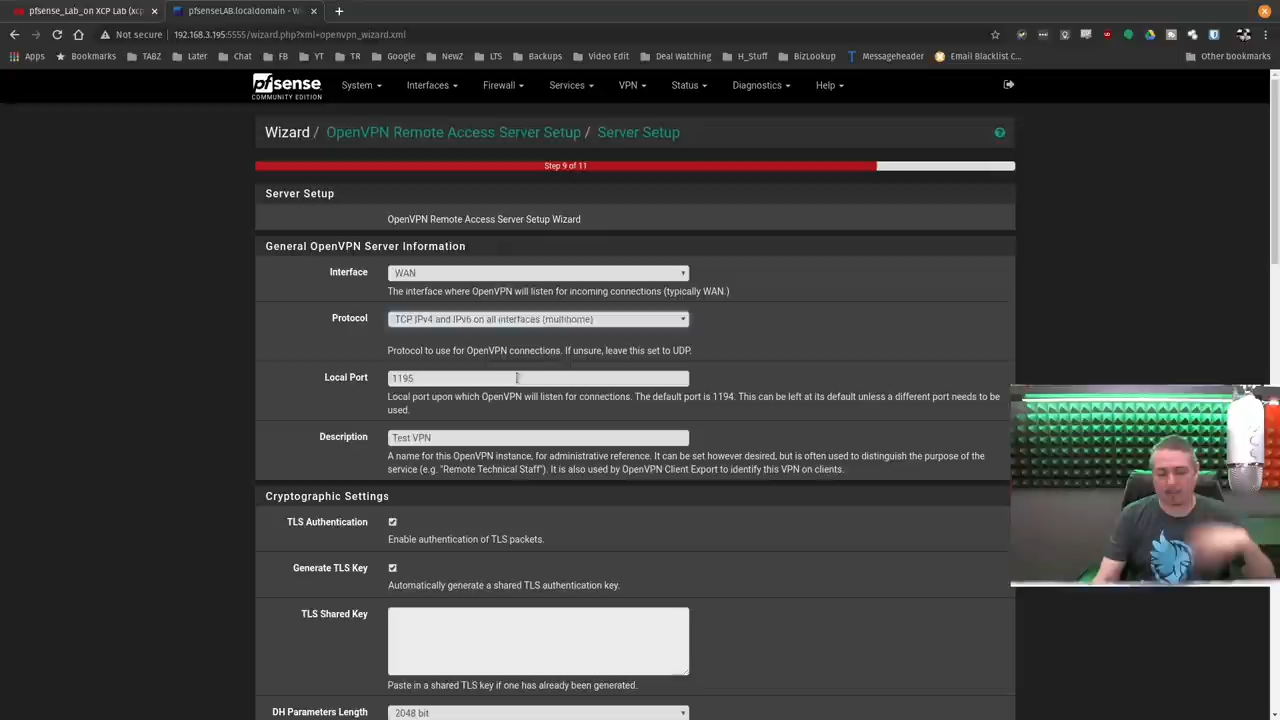 pfsense_Lab_on XCP Lab (xcp
pfsenseLAB.localdomain - W
Not secure
192.168.3.195:5555/wizard.php?xml=openvpn_wizard.xml
Apps
Bookmarks
TABZ
Later
Chat
FB
YT
TR
Google
NewZ
LTS
Backups
Video Edit
Deal Watching
H_Stuff
BizLookup
Messageheader
Email Blacklist C...
Other bookmarks
pfsense
COMMUNITY EDITION
System
Interfaces
Firewall
Services
VPN
Status
Diagnostics
Help
Wizard / OpenVPN Remote Access Server Setup / Server Setup
Step 9 of 11
Server Setup
OpenVPN Remote Access Server Setup Wizard
General OpenVPN Server Information
Interface
WAN
The interface where OpenVPN will listen for incoming connections (typically WAN.)
Protocol
TCP IPv4 and IPv6 on all interfaces (multihome)
Protocol to use for OpenVPN connections. If unsure, leave this set to UDP.
Local Port
1195
Local port upon which OpenVPN will listen for connections. The default port is 1194. This can be left at its default unless a different port needs to be
used.
Description
Test VPN
A name for this OpenVPN instance, for administrative reference. It can be set however desired, but is often used to distinguish the purpose of the
service (e.g. "Remote Technical Staff"). It is also used by OpenVPN Client Export to identify this VPN on clients.
Cryptographic Settings
TLS Authentication
Enable authentication of TLS packets.
Generate TLS Key
Automatically generate a shared TLS authentication key.
TLS Shared Key
Paste in a shared TLS key if one has already been generated.
DH Parameters Length
2048 bit